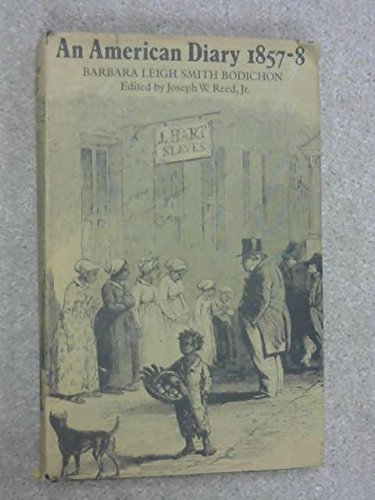 An American Diary 1857-8
BARBARA LEIGH SMITH BODICHON
Edited by Joseph W. Reed, Jr.
J. HART
SLAVES